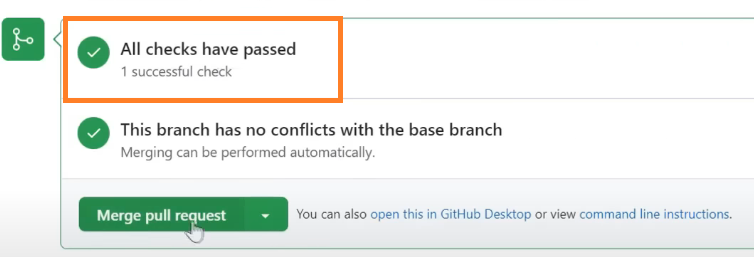 All checks have passed
1 successful check
This branch has no conflicts with the base branch
Merging can be performed automatically.
Merge pull request
You can also open this in GitHub Desktop or view command line instructions.